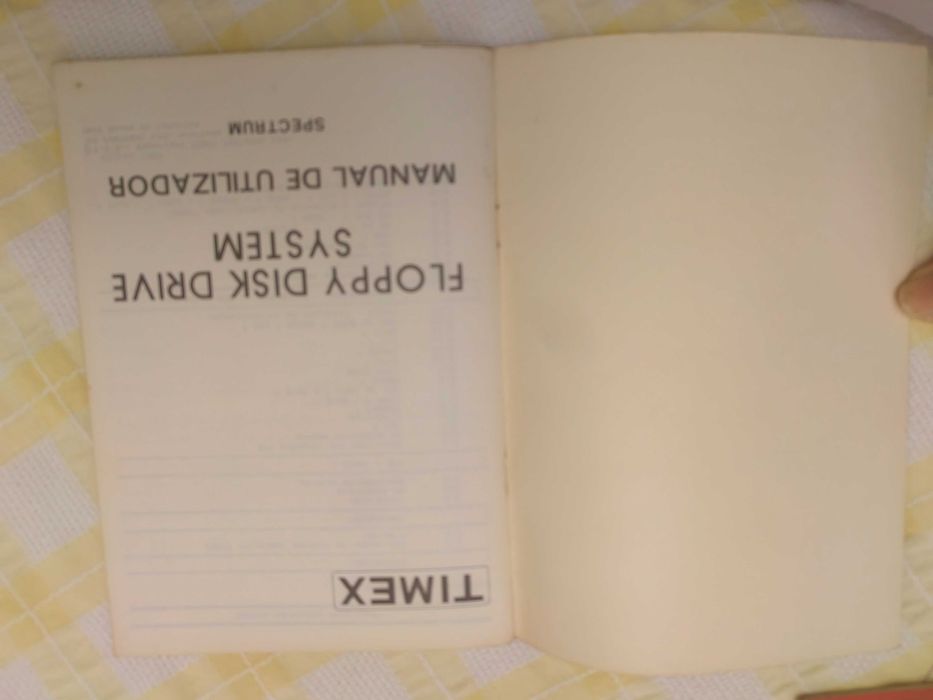 TIMEX
FLOPPY DISK DRIVE
SYSTEM
MANUAL DE UTILIZADOR
SPECTRUM